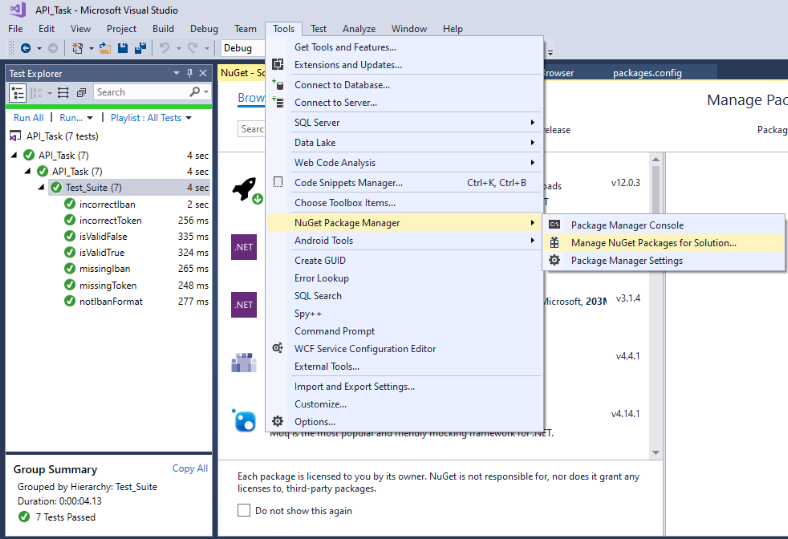 API_Task - Microsoft Visual Studio
File Edit View Project Build Debug Team Tools Test Analyze Window Help
Debug
Test Explorer
Search
Run All | Run... | Playlist : All Tests
API_Task (7 tests)
API_Task (7) 4 sec
API_Task (7) 4 sec
Test_Suite (7) 4 sec
incorrectIban 2 sec
incorrectToken 256 ms
isValidFalse 335 ms
isValidTrue 324 ms
missingIban 265 ms
missingToken 248 ms
notIbanFormat 277 ms
Group Summary Copy All
Grouped by Hierarchy: Test_Suite
Duration: 0:00:04.13
7 Tests Passed
Get Tools and Features...
Extensions and Updates...
Connect to Database...
Connect to Server...
SQL Server
Data Lake
Web Code Analysis
Code Snippets Manager... Ctrl+K, Ctrl+B
Choose Toolbox Items...
NuGet Package Manager
Android Tools
Create GUID
Error Lookup
SQL Search
Spy++
Command Prompt
WCF Service Configuration Editor
External Tools...
Import and Export Settings...
Customize...
Options...
Package Manager Console
Manage NuGet Packages for Solution...
Package Manager Settings
NuGet - So
rowser packages.config
Brow
Manage Pac
Searc
elease
Packag
oads v12.0.3
.NET
.NET
Microsoft, 203M v3.1.4
v4.4.1
v4.14.1
Moq is the most popular and friendly mocking framework for .NET.
Each package is licensed to you by its owner. NuGet is not responsible for, nor does it grant any
licenses to, third-party packages.
Do not show this again